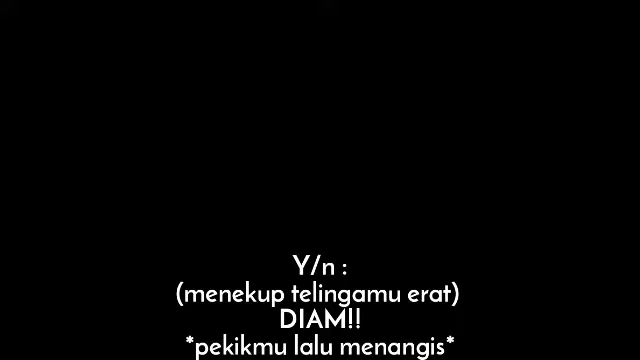 Y/n :
(menekup telingamu erat)
DIAM!!
*pekikmu lalu menangis*